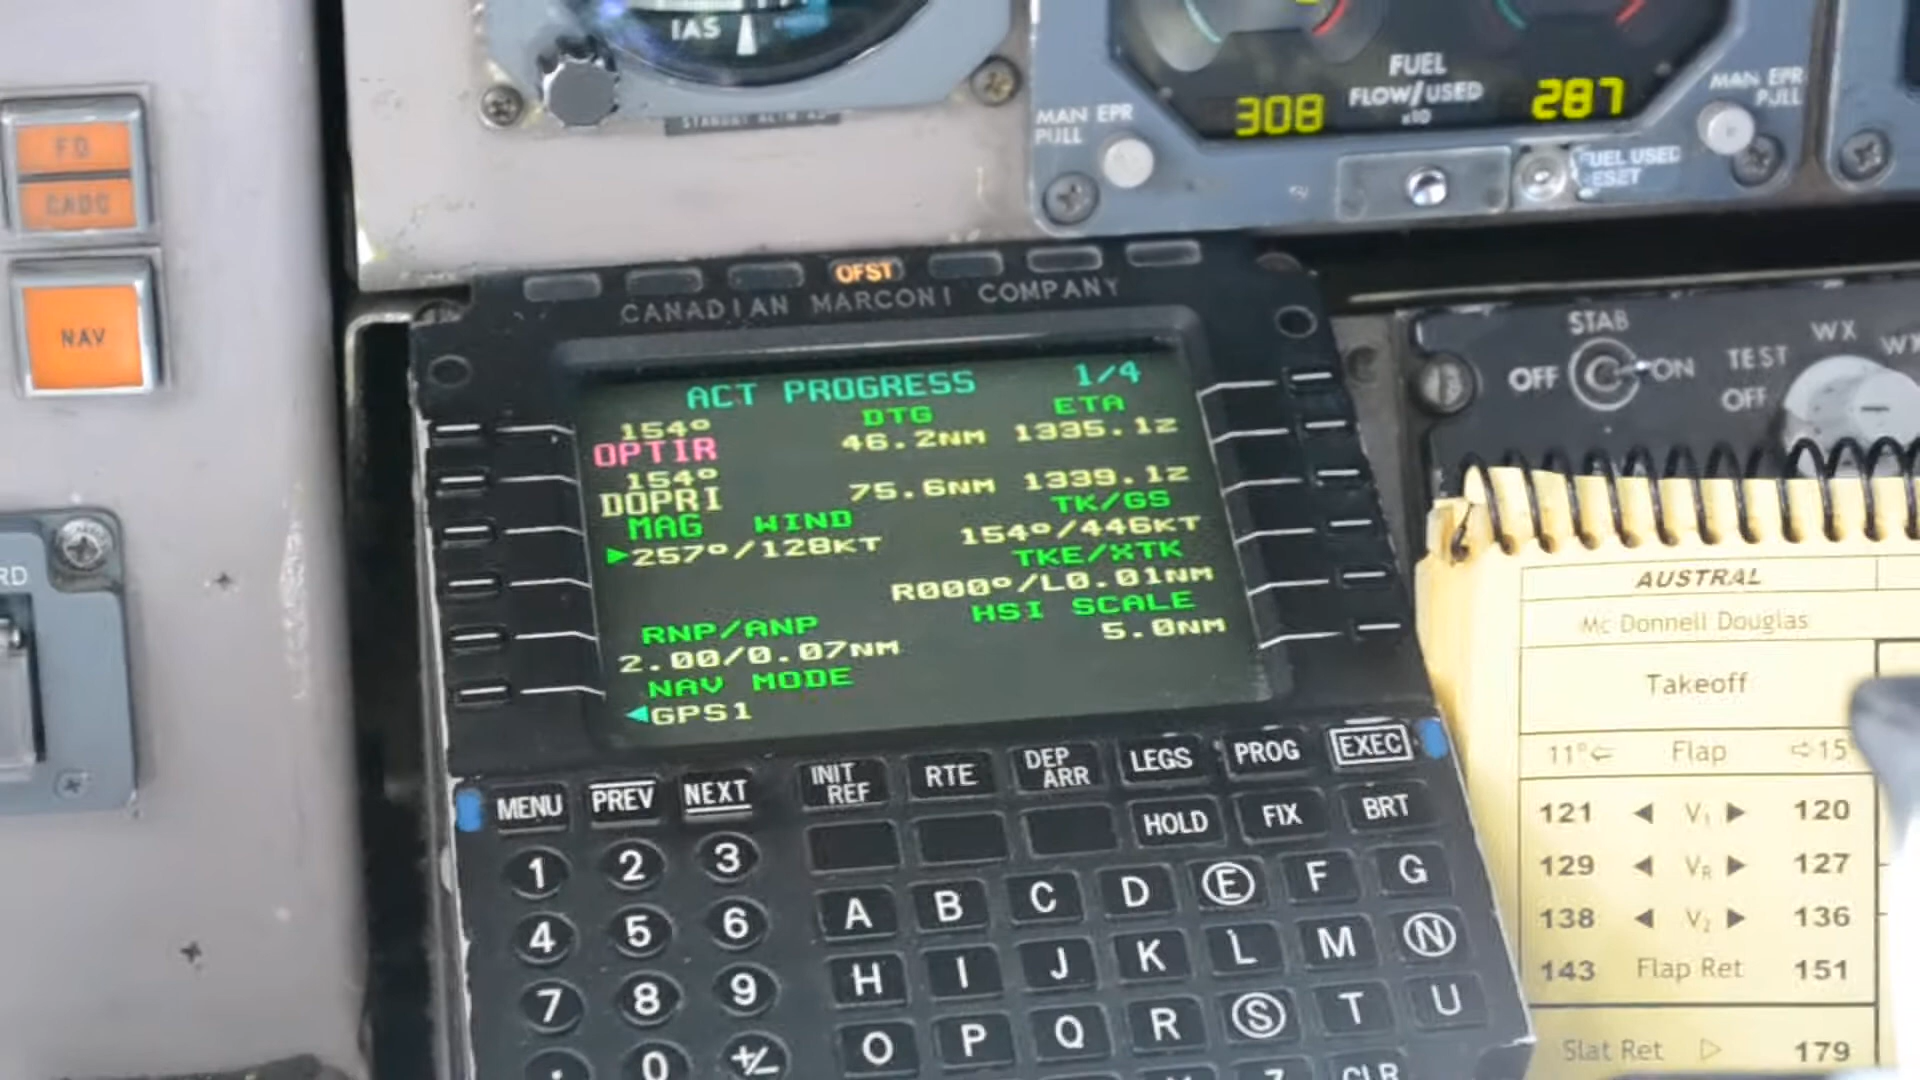 IAS
FUEL
FLOW/USED
x10
308
287
MAN EPR
PULL
MAN EPR
PULL
FUEL USED
FD
CADC
NAV
RD
OFST
CANADIAN MARCONI COMPANY
ACT PROGRESS 1/4
154° DTG ETA
OPTIR 46.2NM 1335.1z
154°
DOPRI 75.6NM 1339.1z
MAG WIND TK/GS
▶257°/128KT 154°/446KT
TKE/XTK
R000°/L0.01NM
RNP/ANP HSI SCALE
2.00/0.07NM 5.0NM
NAV MODE
◀GPS1
STAB
OFF ON
TEST
OFF
WX
WX
MENU PREV NEXT INIT REF RTE DEP ARR LEGS PROG EXEC
HOLD FIX BRT
1 2 3
4 5 6
7 8 9
. 0 +/-
A B C D E F G
H I J K L M N
O P Q R S T U
Z CLR
AUSTRAL
Mc Donnell Douglas
Takeoff
11°⇦ Flap ⇨15
121 ◀ V1 ▶ 120
129 ◀ VR ▶ 127
138 ◀ V2 ▶ 136
143 Flap Ret 151
Slat Ret ▷ 179